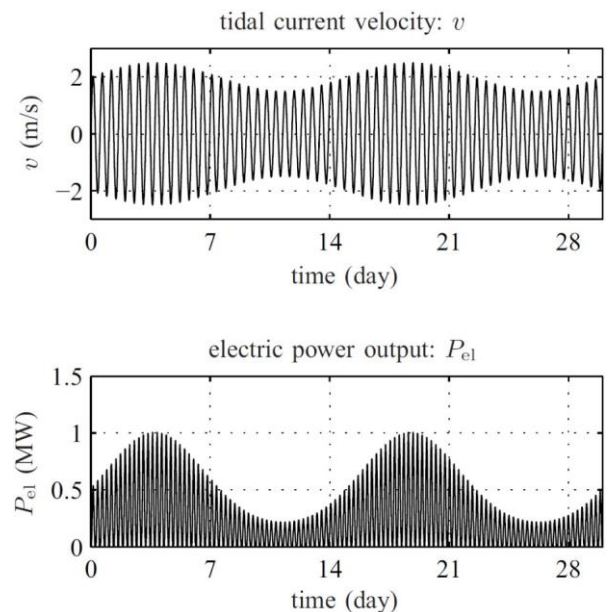 tidal current velocity: v
2
0
−2
v (m/s)
0 7 14 21 28
time (day)
electric power output: Pel
1.5
1
0.5
0
Pel (MW)
0 7 14 21 28
time (day)